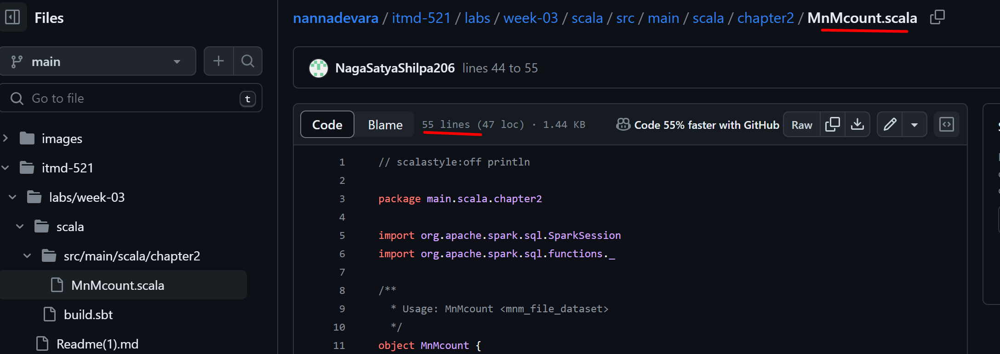 Files
main
Go to file
t
images
itmd-521
labs/week-03
scala
src/main/scala/chapter2
MnMcount.scala
build.sbt
Readme(1).md
nannadevara / itmd-521 / labs / week-03 / scala / src / main / scala / chapter2 / MnMcount.scala
NagaSatyaShilpa206 lines 44 to 55
Code Blame 55 lines (47 loc) · 1.44 KB Code 55% faster with GitHub Raw
1 // scalastyle:off println
2
3 package main.scala.chapter2
4
5 import org.apache.spark.sql.SparkSession
6 import org.apache.spark.sql.functions._
7
8 /**
9 * Usage: MnMcount <mnm_file_dataset>
10 */
11 object MnMcount {